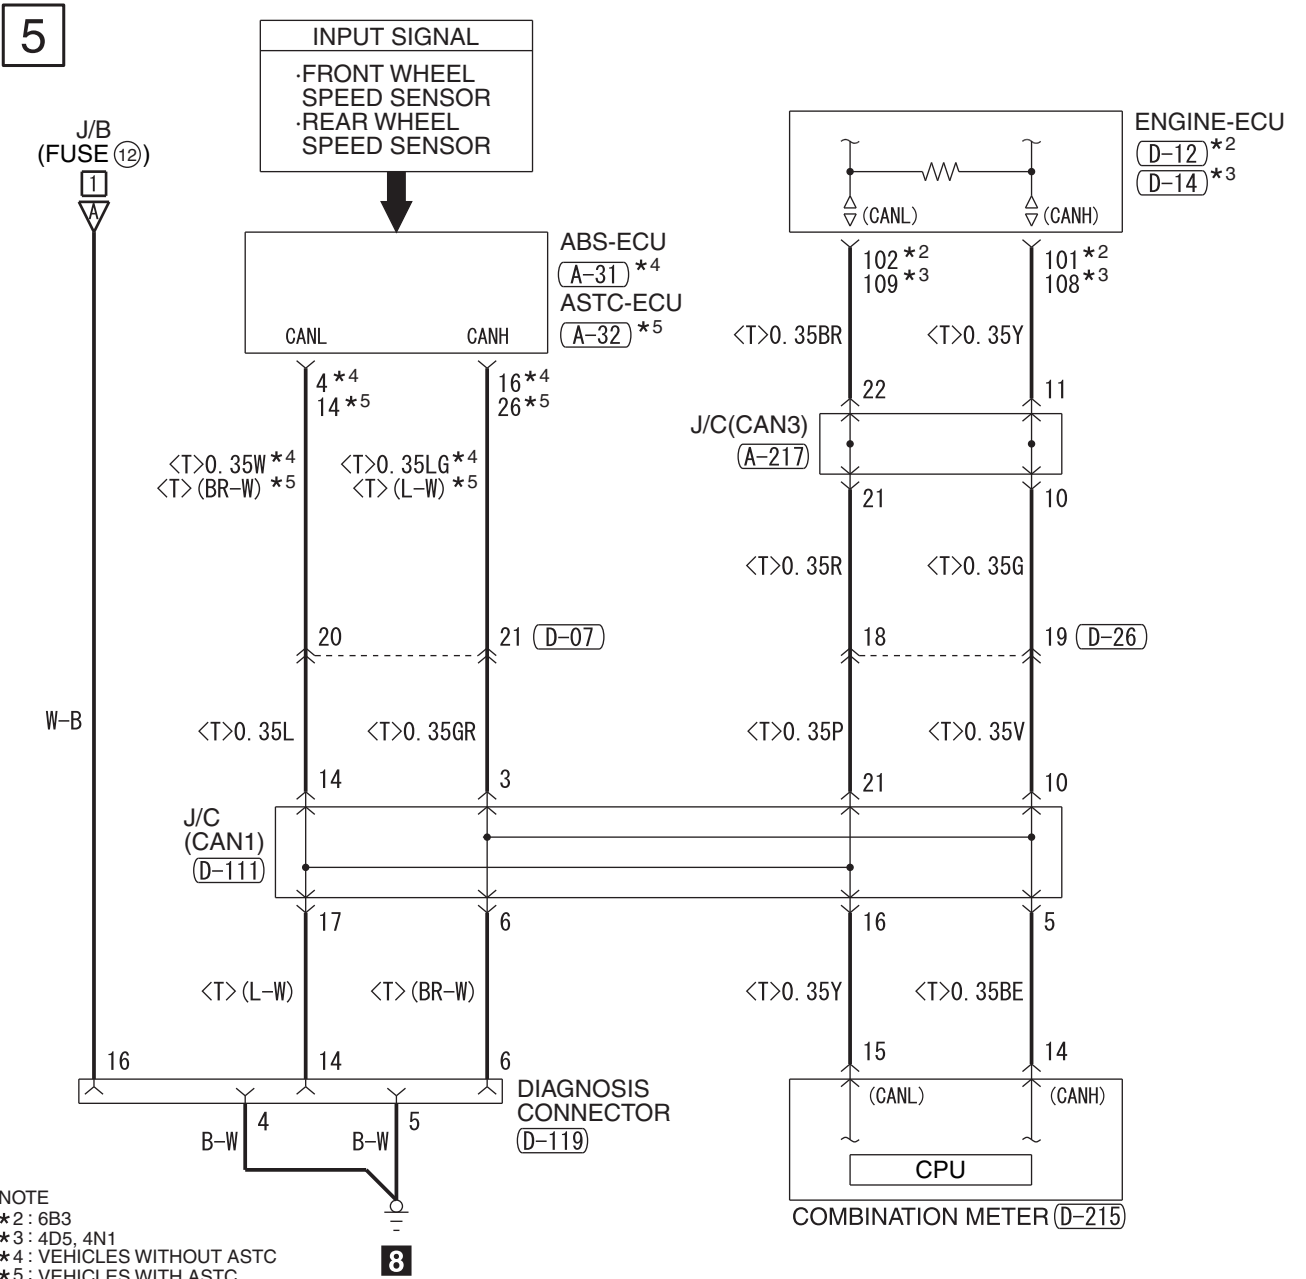 5
INPUT SIGNAL
·FRONT WHEEL
SPEED SENSOR
·REAR WHEEL
SPEED SENSOR
J/B
(FUSE 12)
1
A
ENGINE-ECU
D-12 *2
D-14 *3
(CANL)
(CANH)
ABS-ECU
A-31 *4
ASTC-ECU
A-32 *5
CANL
CANH
102 *2
109 *3
101 *2
108 *3
<T>0.35BR
<T>0.35Y
4 *4
14 *5
16 *4
26 *5
22
11
J/C(CAN3)
A-217
<T>0.35W *4
<T>(BR-W) *5
<T>0.35LG *4
<T>(L-W) *5
21
10
<T>0.35R
<T>0.35G
20
21 D-07
18
19 D-26
W-B
<T>0.35L
<T>0.35GR
<T>0.35P
<T>0.35V
14
3
21
10
J/C
(CAN1)
D-111
17
6
16
5
<T>(L-W)
<T>(BR-W)
<T>0.35Y
<T>0.35BE
16
14
6
15
14
DIAGNOSIS
CONNECTOR
D-119
(CANL)
(CANH)
4
5
B-W
B-W
CPU
COMBINATION METER D-215
8
NOTE
*2 : 6B3
*3 : 4D5, 4N1
*4 : VEHICLES WITHOUT ASTC
*5 : VEHICLES WITH ASTC